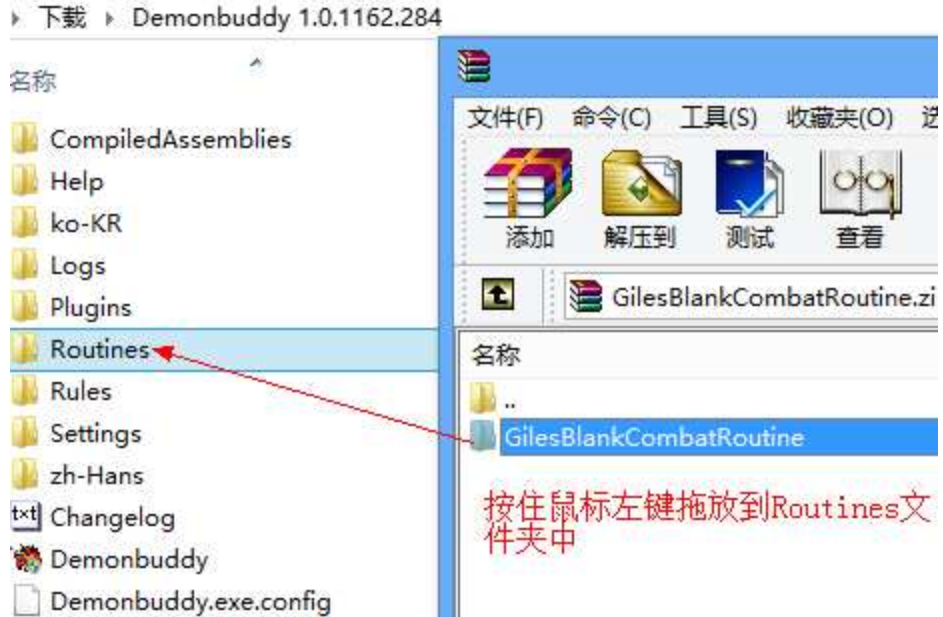 下载 Demonbuddy 1.0.1162.284
名称
CompiledAssemblies
Help
ko-KR
Logs
Plugins
Routines
Rules
Settings
zh-Hans
Changelog
Demonbuddy
Demonbuddy.exe.config
文件(F) 命令(C) 工具(S) 收藏夹(O) 选
添加 解压到 测试 查看
GilesBlankCombatRoutine.zi
名称
..
GilesBlankCombatRoutine
按住鼠标左键拖放到Routines文
件夹中